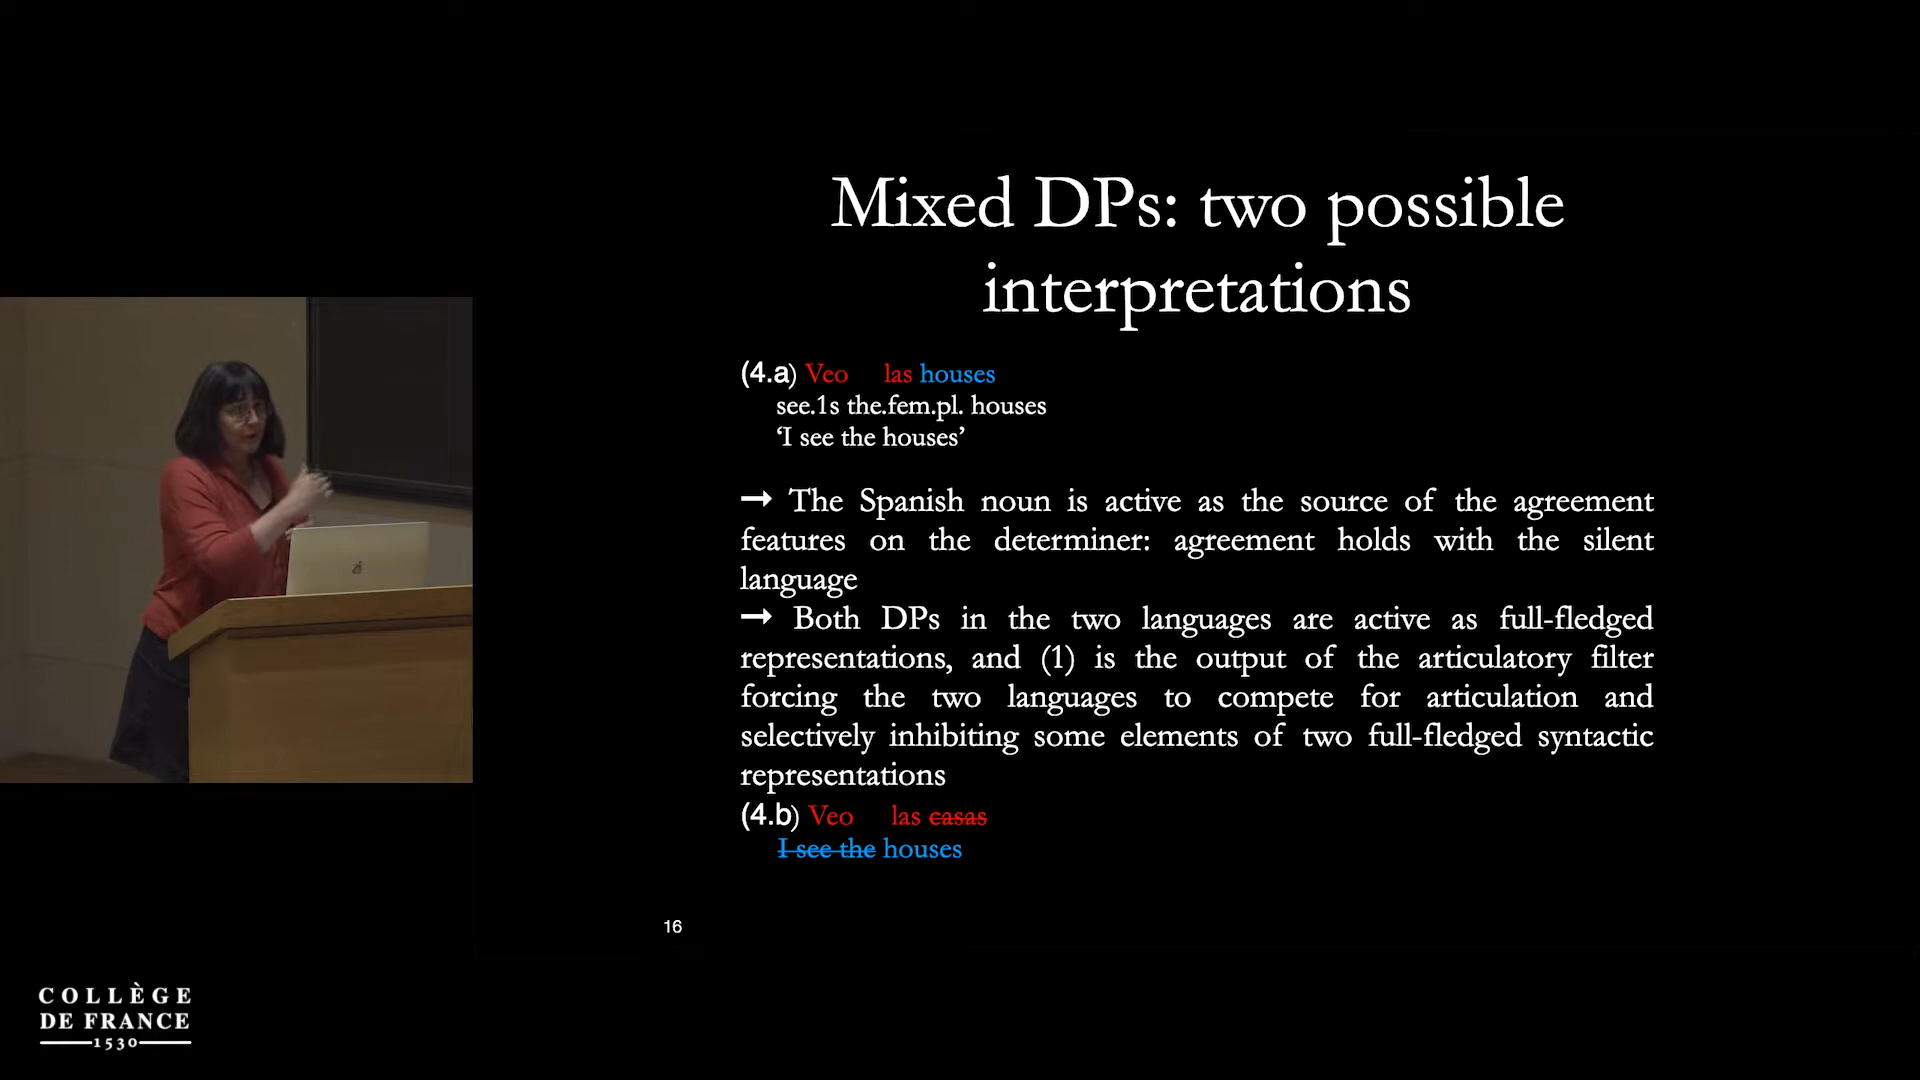 Mixed DPs: two possible
interpretations
(4.a) Veo las houses
see.1s the.fem.pl. houses
‘I see the houses’
→ The Spanish noun is active as the source of the agreement
features on the determiner: agreement holds with the silent
language
→ Both DPs in the two languages are active as full-fledged
representations, and (1) is the output of the articulatory filter
forcing the two languages to compete for articulation and
selectively inhibiting some elements of two full-fledged syntactic
representations
(4.b) Veo las casas
I see the houses
16
COLLÈGE
DE FRANCE
1530